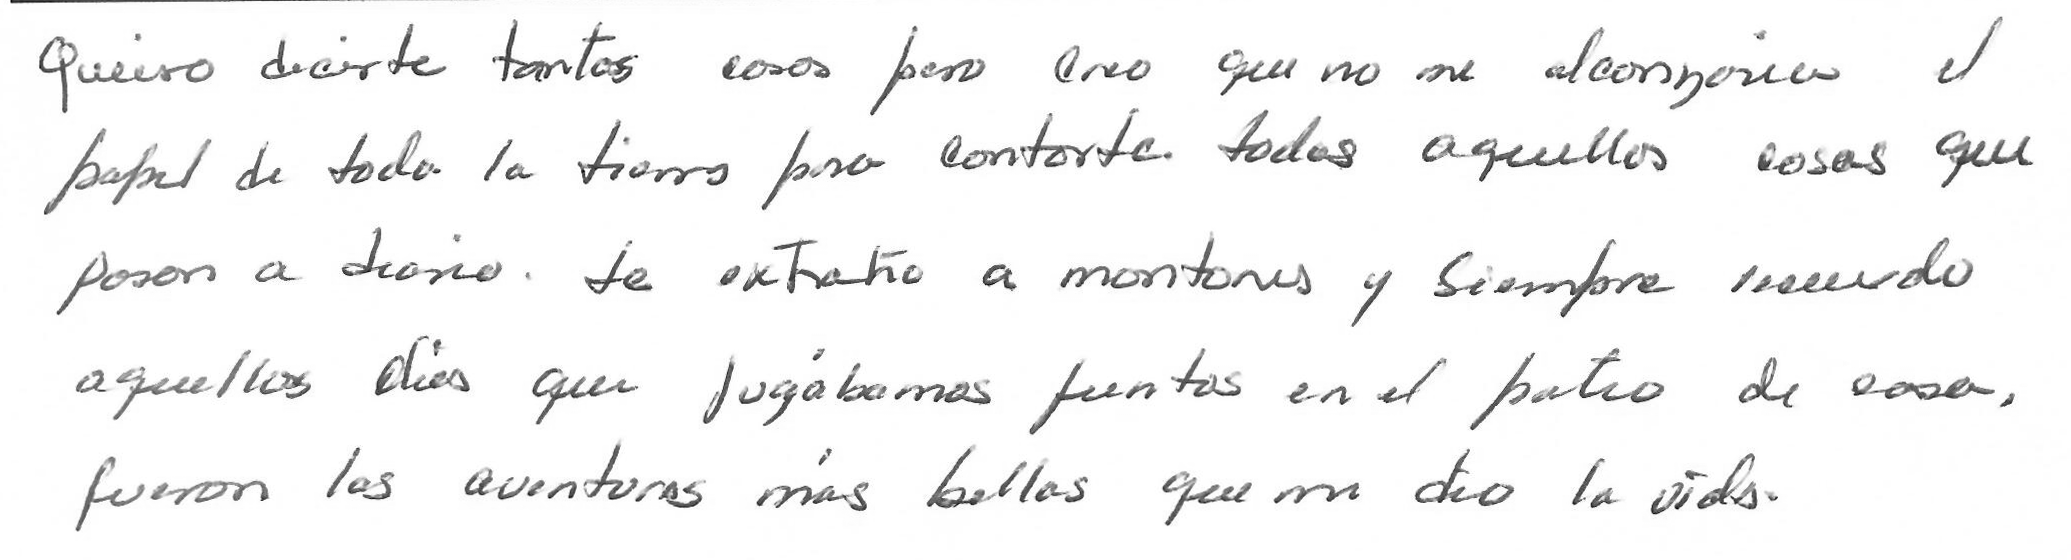 Quiero decirte tantas cosas pero creo que no me alcanzaría el
papel de toda la tierra para contarte todas aquellas cosas que
pasan a diario. te extraño a montones y siempre recuerdo
aquellos días que jugábamos juntos en el patio de casa,
fueron las aventuras más bellas que me dio la vida.